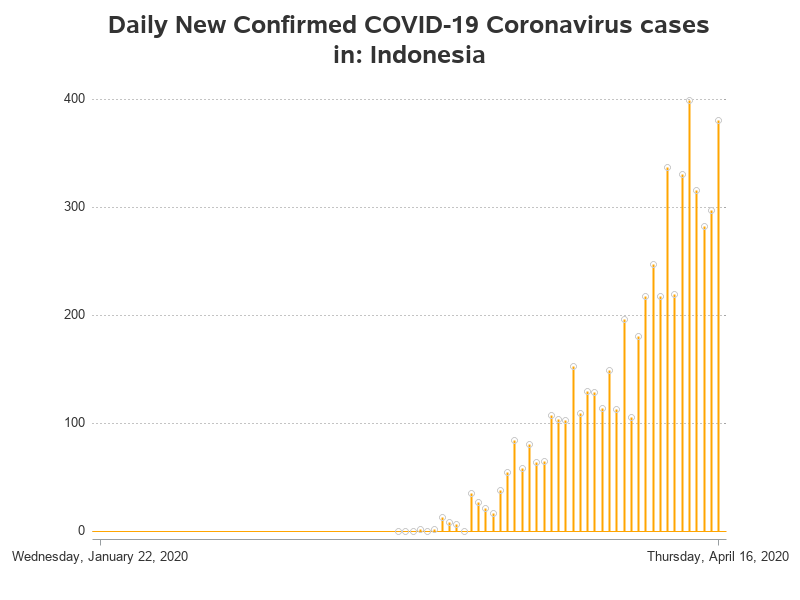 Daily New Confirmed COVID-19 Coronavirus cases
in: Indonesia
400
300
200
100
0
Wednesday, January 22, 2020
Thursday, April 16, 2020